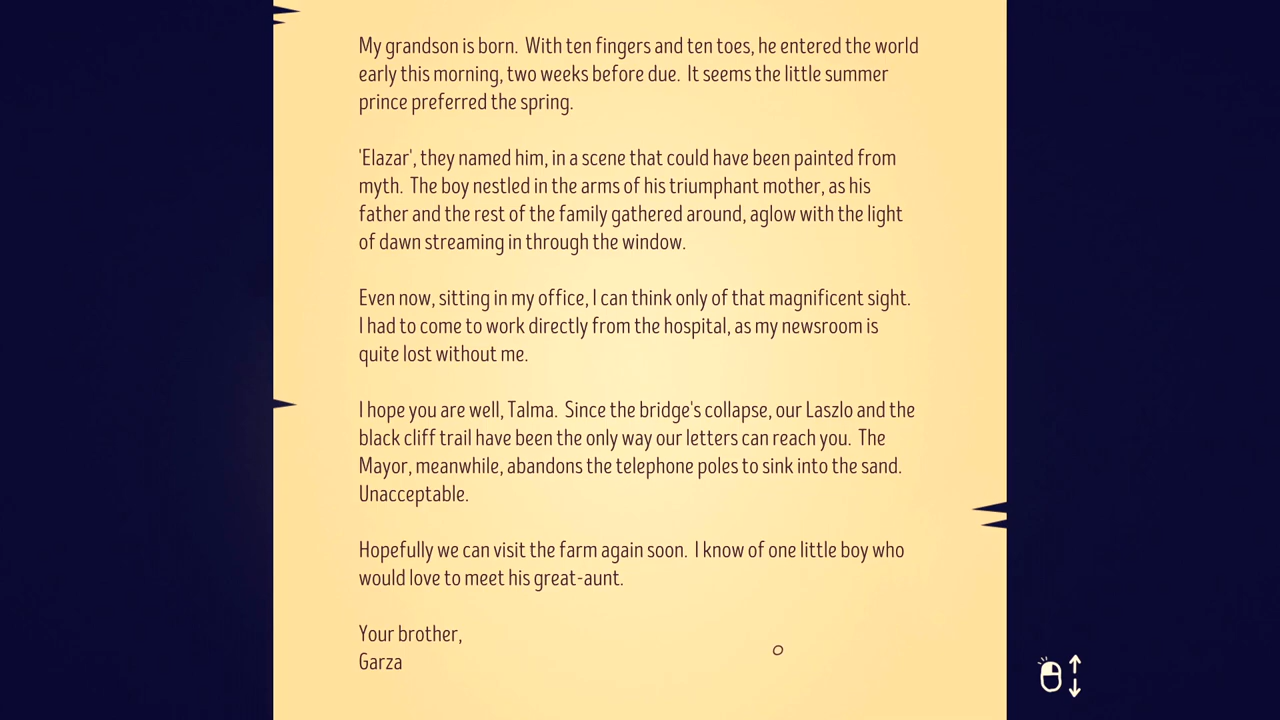 My grandson is born.  With ten fingers and ten toes, he entered the world
early this morning, two weeks before due.  It seems the little summer
prince preferred the spring.
'Elazar', they named him, in a scene that could have been painted from
myth.  The boy nestled in the arms of his triumphant mother, as his
father and the rest of the family gathered around, aglow with the light
of dawn streaming in through the window.
Even now, sitting in my office, I can think only of that magnificent sight.
I had to come to work directly from the hospital, as my newsroom is
quite lost without me.
I hope you are well, Talma.  Since the bridge's collapse, our Laszlo and the
black cliff trail have been the only way our letters can reach you.  The
Mayor, meanwhile, abandons the telephone poles to sink into the sand.
Unacceptable.
Hopefully we can visit the farm again soon.  I know of one little boy who
would love to meet his great-aunt.
Your brother,
Garza